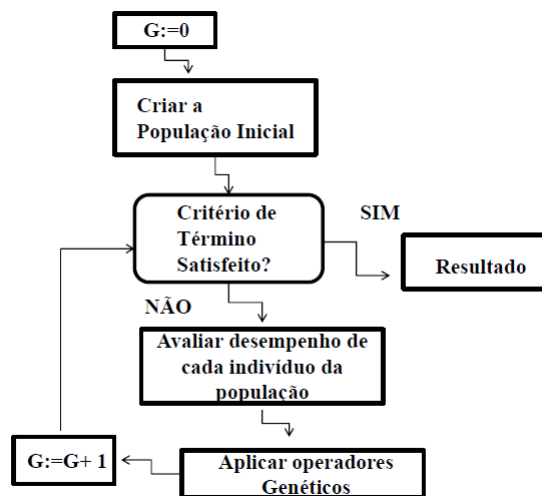 G:=0
Criar a
População Inicial
Critério de
Término
Satisfeito?
SIM
Resultado
NÃO
Avaliar desempenho de
cada indivíduo da
população
Aplicar operadores
Genéticos
G:=G+ 1